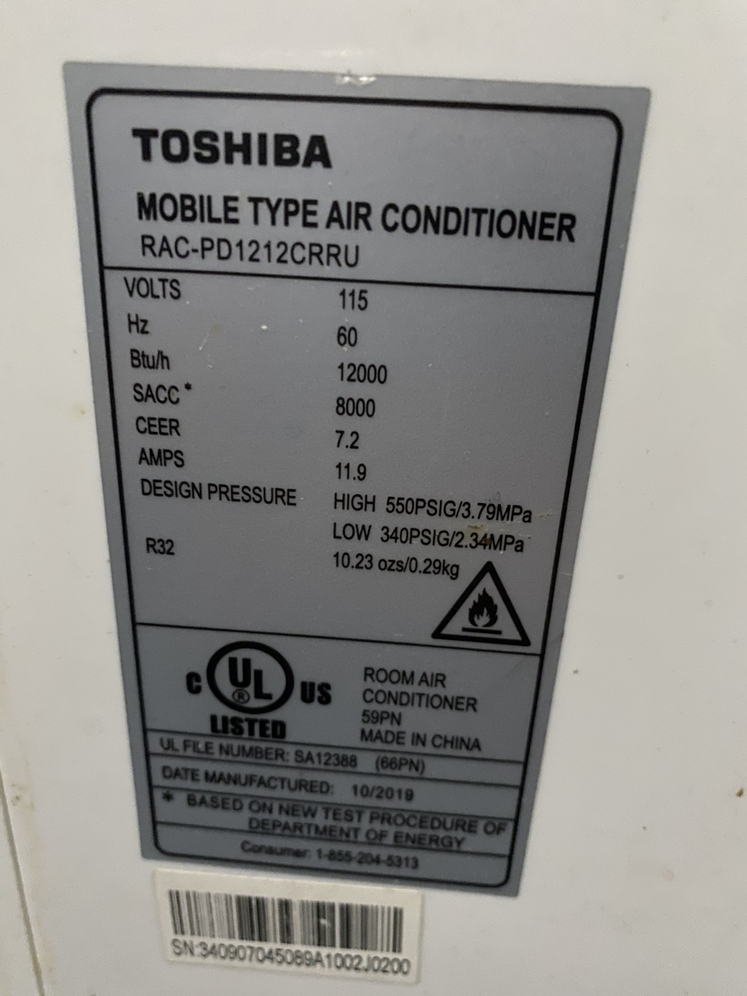 TOSHIBA
MOBILE TYPE AIR CONDITIONER
RAC-PD1212CRRU
VOLTS 115
Hz 60
Btu/h 12000
SACC * 8000
CEER 7.2
AMPS 11.9
DESIGN PRESSURE HIGH 550PSIG/3.79MPa
LOW 340PSIG/2.34MPa
R32 10.23 ozs/0.29kg
C UL ® US
LISTED
ROOM AIR
CONDITIONER
59PN
MADE IN CHINA
UL FILE NUMBER: SA12388 (66PN)
DATE MANUFACTURED: 10/2019
* BASED ON NEW TEST PROCEDURE OF
DEPARTMENT OF ENERGY
Consumer: 1-855-204-5313
SN:340907045089A1002J0200